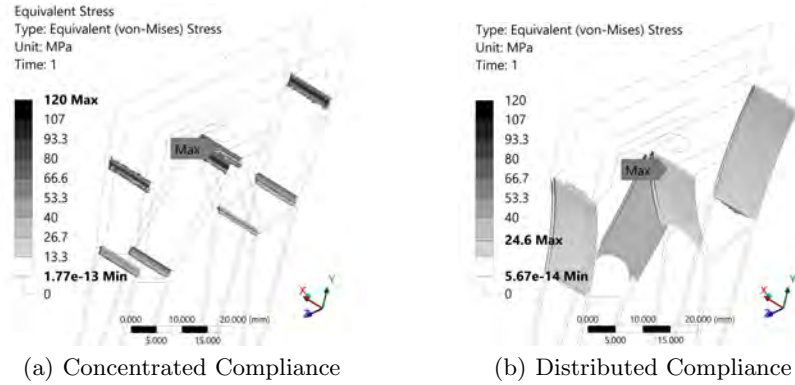 Equivalent Stress
Type: Equivalent (von-Mises) Stress
Unit: MPa
Time: 1
120 Max
107
93.3
80
66.6
53.3
40
26.7
13.3
1.77e-13 Min
0
Max
0.000 10.000 20.000 (mm)
5.000 15.000
X Y Z
(a) Concentrated Compliance
Type: Equivalent (von-Mises) Stress
Unit: MPa
Time: 1
120
107
93.3
80
66.6
53.3
40
24.6 Max
13.3
5.67e-14 Min
0
Max
0.000 10.000 20.000 (mm)
5.000 15.000
X Y Z
(b) Distributed Compliance